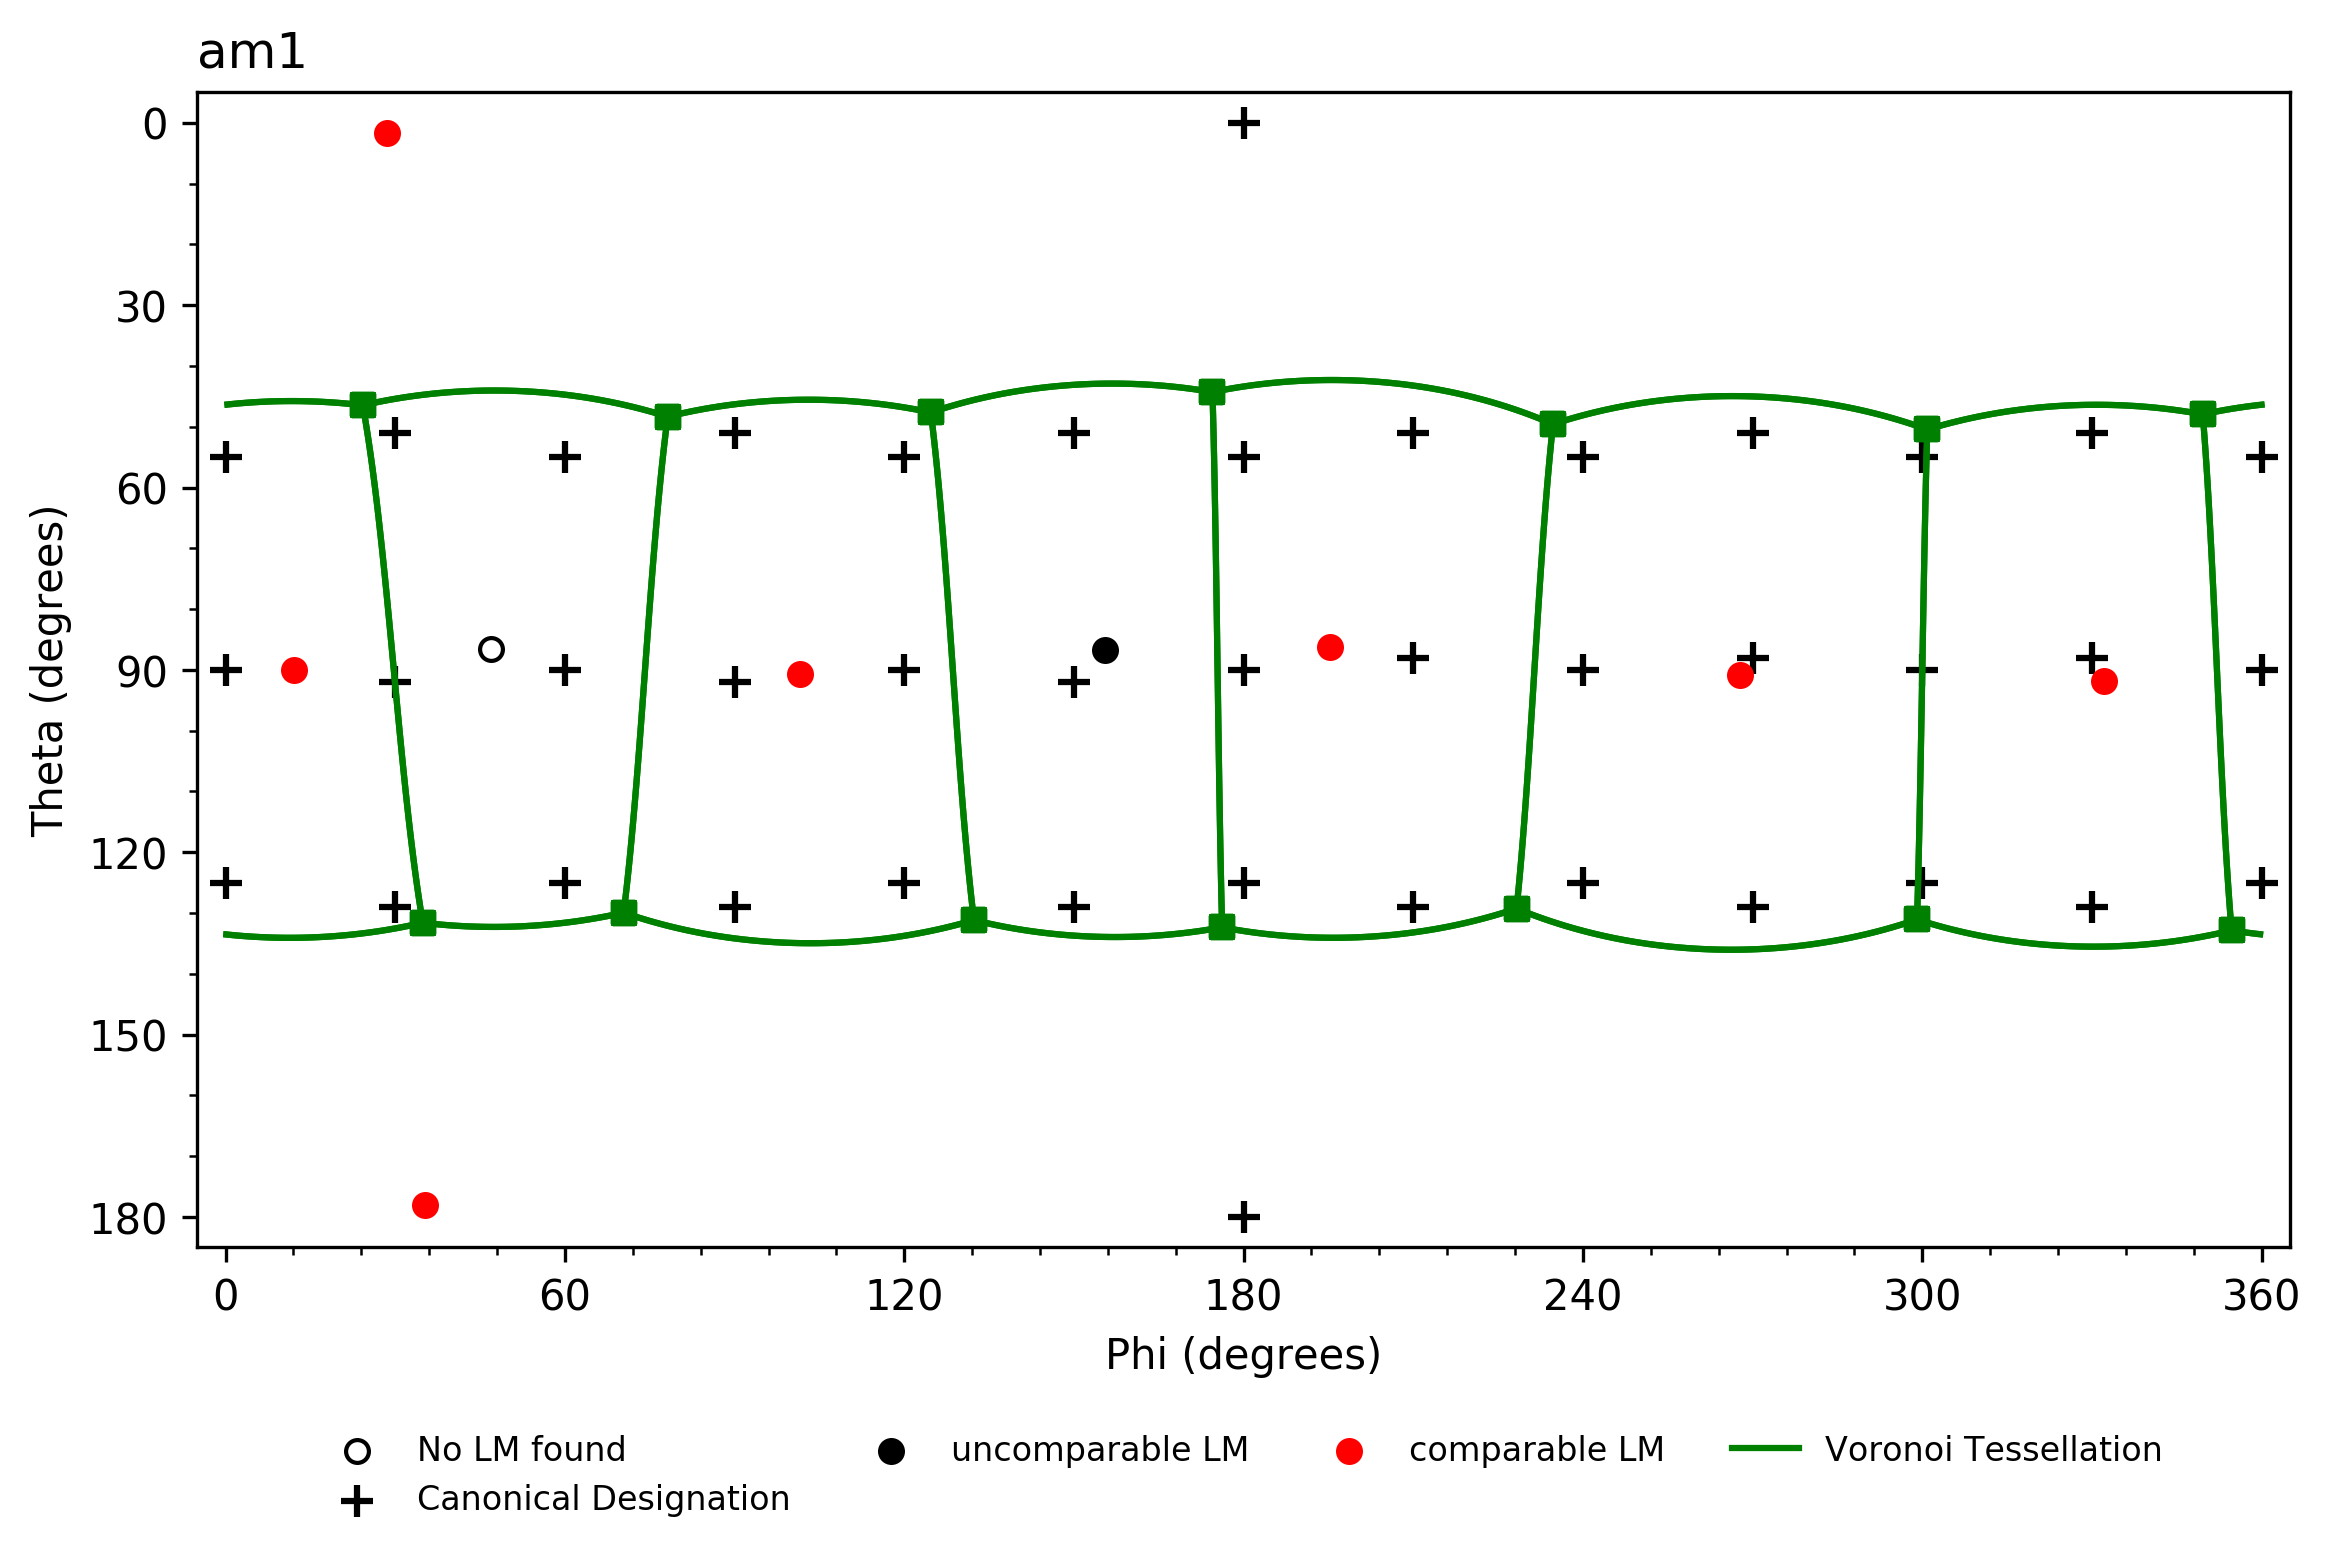 am1
0
30
60
90
120
150
180
Theta (degrees)
0 60 120 180 240 300 360
Phi (degrees)
No LM found uncomparable LM comparable LM Voronoi Tessellation
Canonical Designation